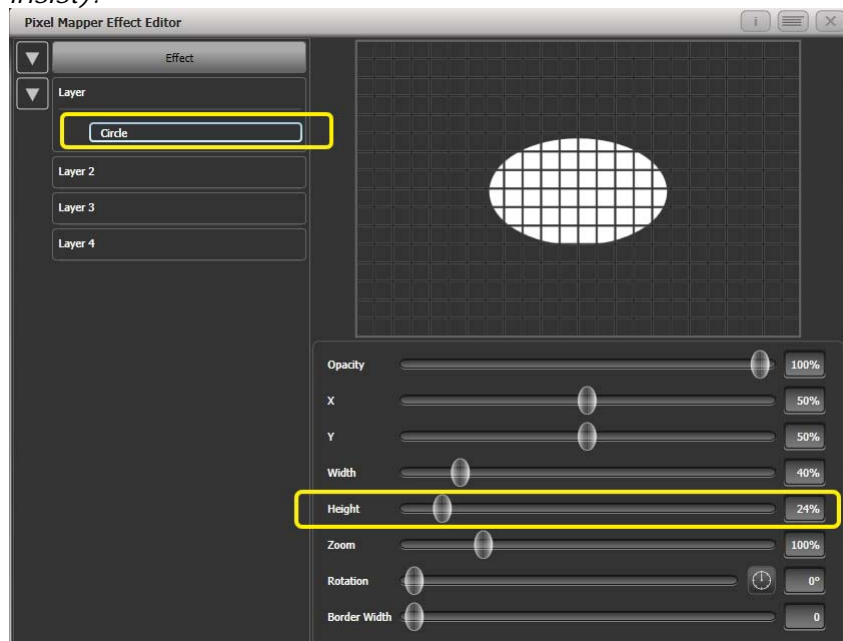 insist).
Pixel Mapper Effect Editor
i
Effect
Layer
Circle
Layer 2
Layer 3
Layer 4
Opacity 100%
X 50%
Y 50%
Width 40%
Height 24%
Zoom 100%
Rotation 0°
Border Width 0